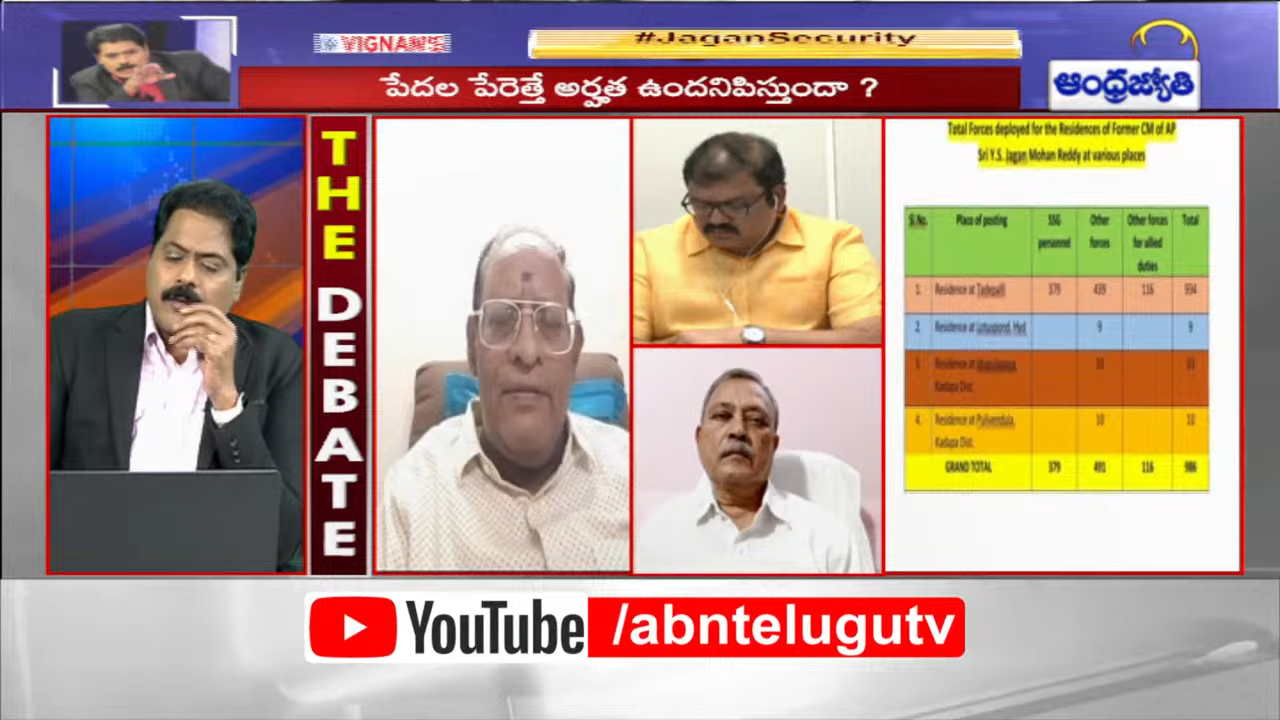 VIGNAN'S
#JaganSecurity
పేదల పేరెత్తే అర్హత ఉందనిపిస్తుందా ?
ఆంధ్రజ్యోతి
THE DEBATE
Total Forces deployed for the Residences of Former CM of AP
Sri Y.S. Jagan Mohan Reddy at various places
Sl.No. Place of posting SSG personnel Other forces Other forces for allied duties Total
1. Residence at Tadepalli 379 439 116 934
2. Residence at Lotuspond, Hyd 9 9
Residence at Kadapa Dist.
4. Residence at Pulivendula, Kadapa Dist. 10 10
GRAND TOTAL 379 491 116 986
YouTube /abntelugutv